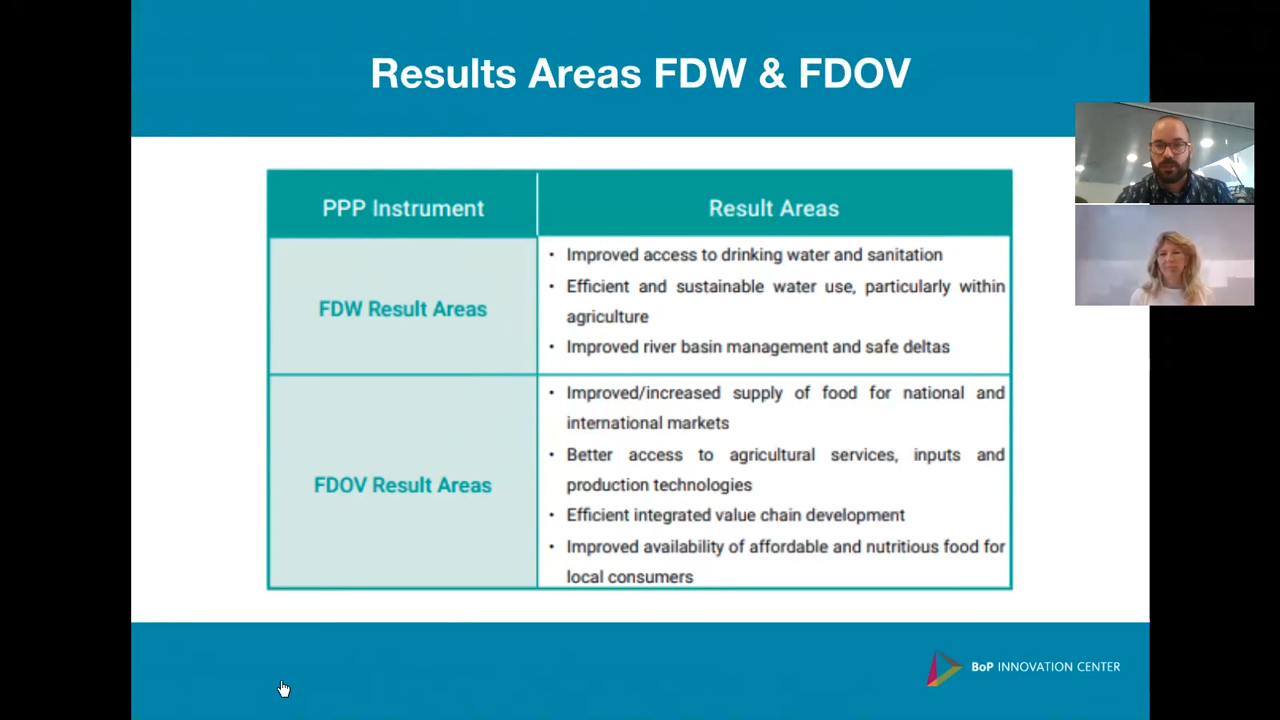 Results Areas FDW & FDOV
PPP Instrument
Result Areas
FDW Result Areas
• Improved access to drinking water and sanitation
• Efficient and sustainable water use, particularly within
agriculture
• Improved river basin management and safe deltas
FDOV Result Areas
• Improved/increased supply of food for national and
international markets
• Better access to agricultural services, inputs and
production technologies
• Efficient integrated value chain development
• Improved availability of affordable and nutritious food for
local consumers
BoP INNOVATION CENTER